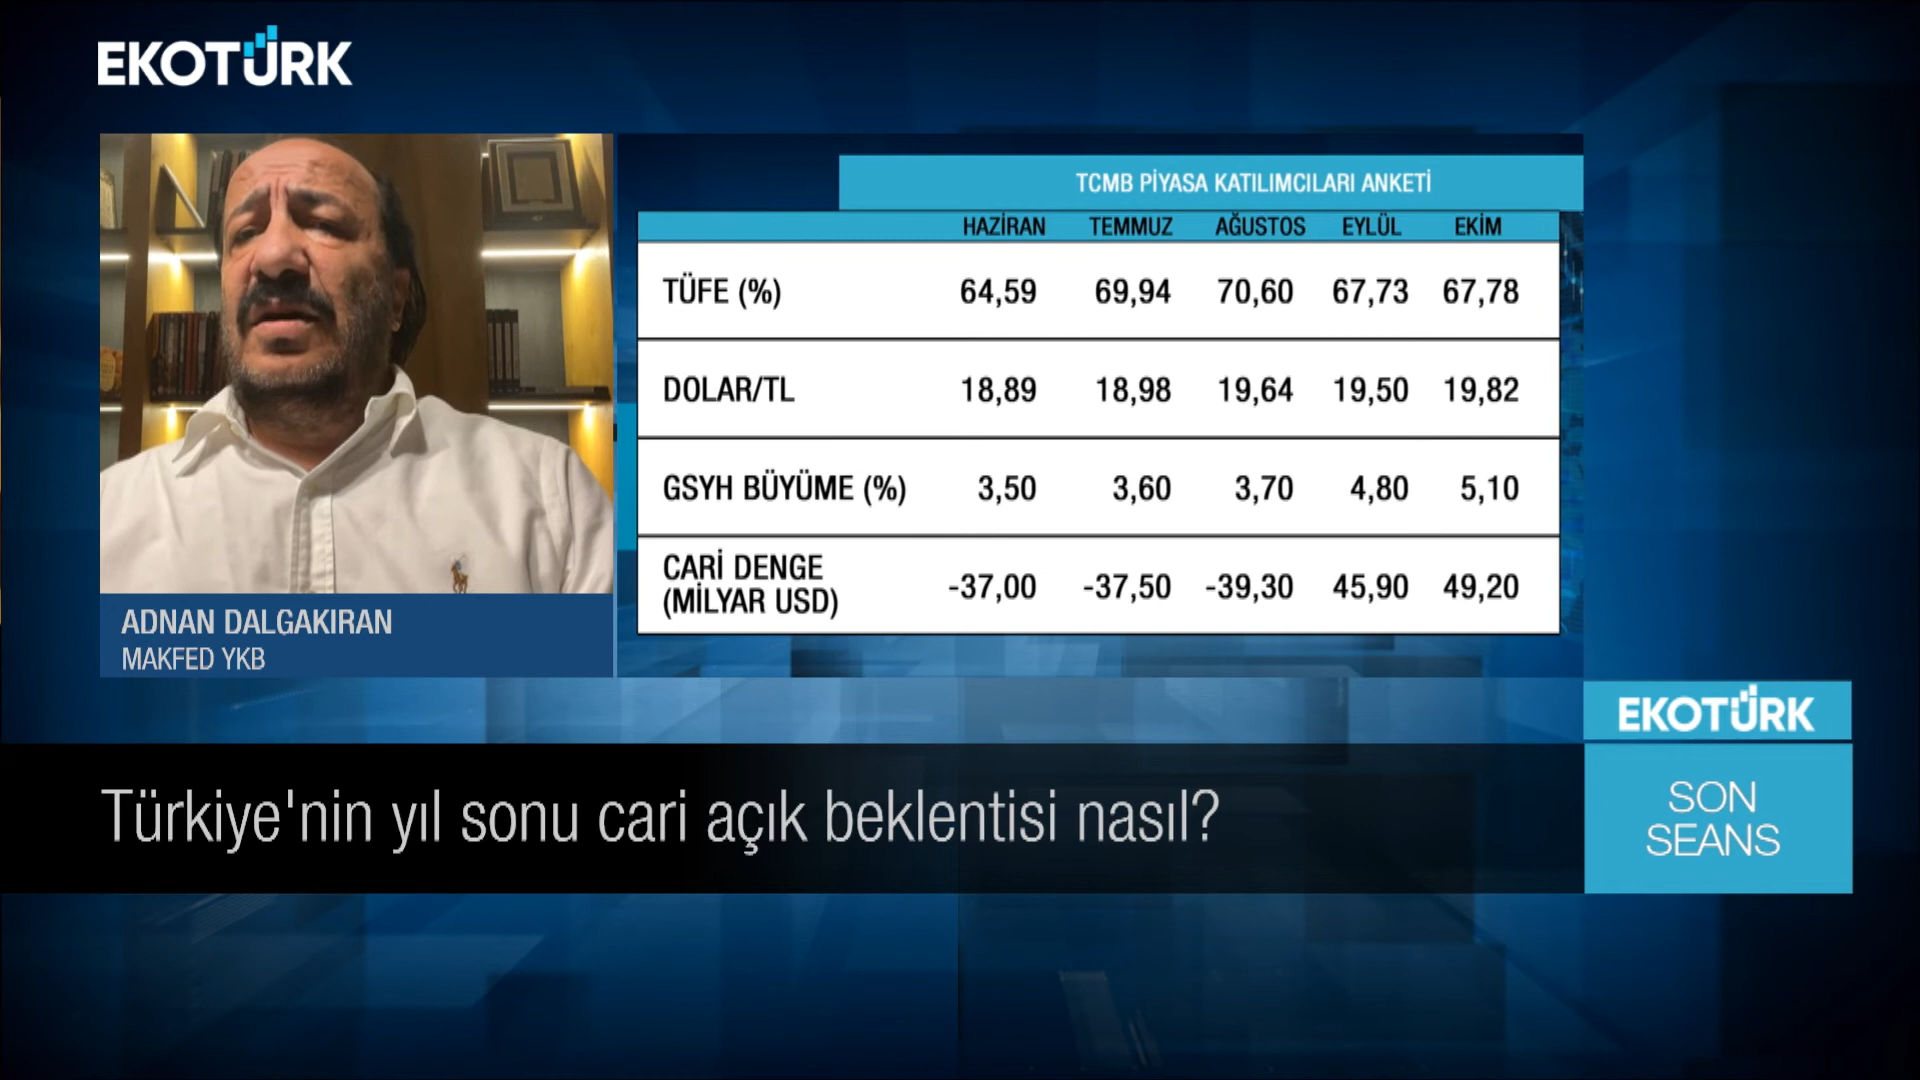 EKOTÜRK
TCMB PİYASA KATILIMCILARI ANKETİ
HAZİRAN TEMMUZ AĞUSTOS EYLÜL EKİM
TÜFE (%) 64,59 69,94 70,60 67,73 67,78
DOLAR/TL 18,89 18,98 19,64 19,50 19,82
GSYH BÜYÜME (%) 3,50 3,60 3,70 4,80 5,10
CARİ DENGE
(MİLYAR USD) -37,00 -37,50 -39,30 45,90 49,20
ADNAN DALGAKIRAN
MAKFED YKB
EKOTÜRK
Türkiye'nin yıl sonu cari açık beklentisi nasıl?
SON
SEANS